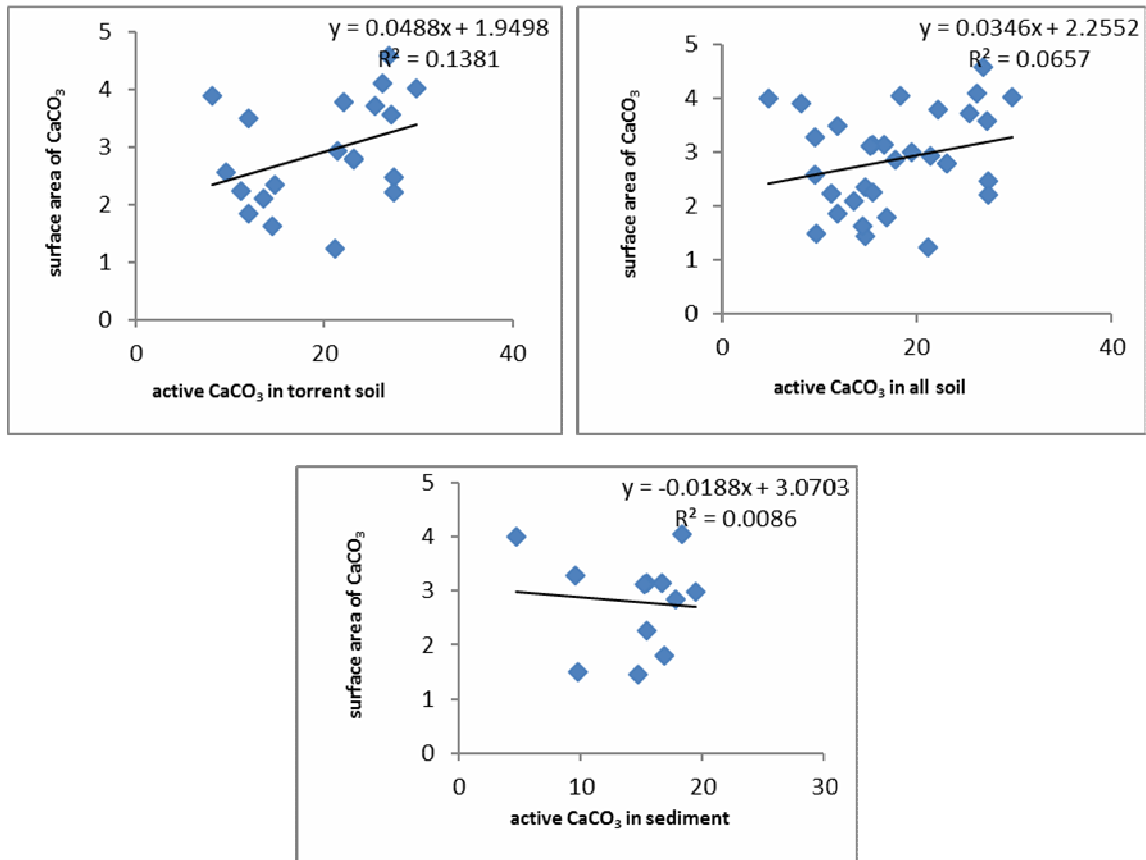 y = 0.0488x + 1.9498
R² = 0.1381
surface area of CaCO₃
5
4
3
2
1
0
0 20 40
active CaCO₃ in torrent soil
y = 0.0346x + 2.2552
R² = 0.0657
surface area of CaCO₃
5
4
3
2
1
0
0 20 40
active CaCO₃ in all soil
y = -0.0188x + 3.0703
R² = 0.0086
surface area of CaCO₃
5
4
3
2
1
0
0 10 20 30
active CaCO₃ in sediment